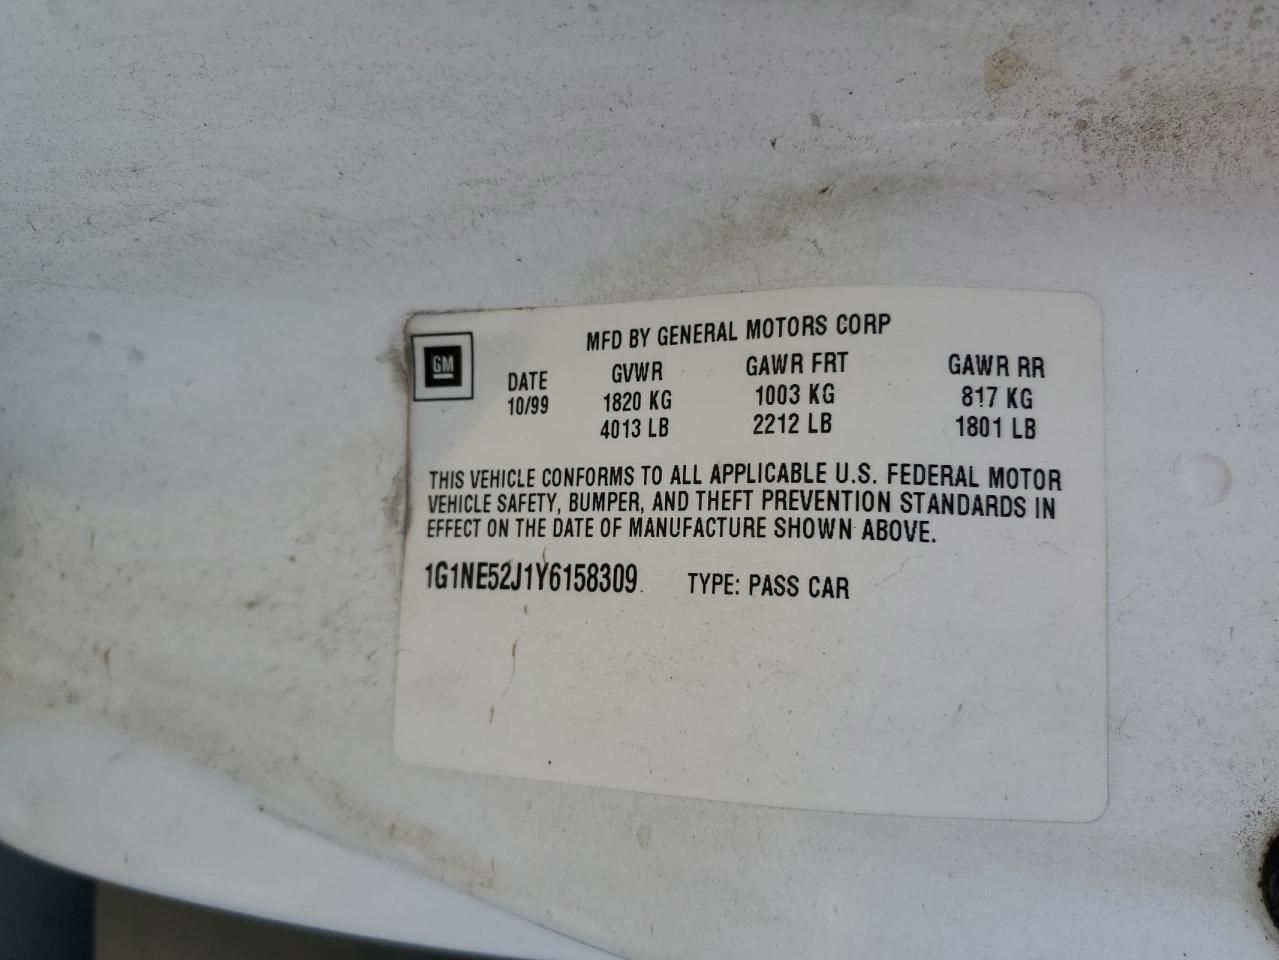 GM
MFD BY GENERAL MOTORS CORP
DATE GVWR GAWR FRT GAWR RR
10/99 1820 KG 1003 KG 817 KG
4013 LB 2212 LB 1801 LB
THIS VEHICLE CONFORMS TO ALL APPLICABLE U.S. FEDERAL MOTOR
VEHICLE SAFETY, BUMPER, AND THEFT PREVENTION STANDARDS IN
EFFECT ON THE DATE OF MANUFACTURE SHOWN ABOVE.
1G1NE52J1Y6158309 TYPE: PASS CAR